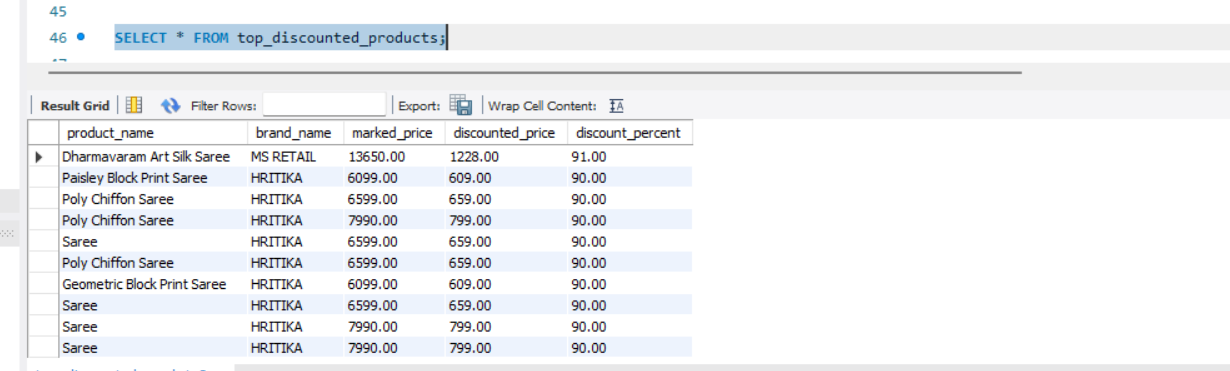 45
46 SELECT * FROM top_discounted_products;
Result Grid Filter Rows: Export: Wrap Cell Content: IA
product_name brand_name marked_price discounted_price discount_percent
Dharmavaram Art Silk Saree MS RETAIL 13650.00 1228.00 91.00
Paisley Block Print Saree HRITIKA 6099.00 609.00 90.00
Poly Chiffon Saree HRITIKA 6599.00 659.00 90.00
Poly Chiffon Saree HRITIKA 7990.00 799.00 90.00
Saree HRITIKA 6599.00 659.00 90.00
Poly Chiffon Saree HRITIKA 6599.00 659.00 90.00
Geometric Block Print Saree HRITIKA 6099.00 609.00 90.00
Saree HRITIKA 6599.00 659.00 90.00
Saree HRITIKA 7990.00 799.00 90.00
Saree HRITIKA 7990.00 799.00 90.00